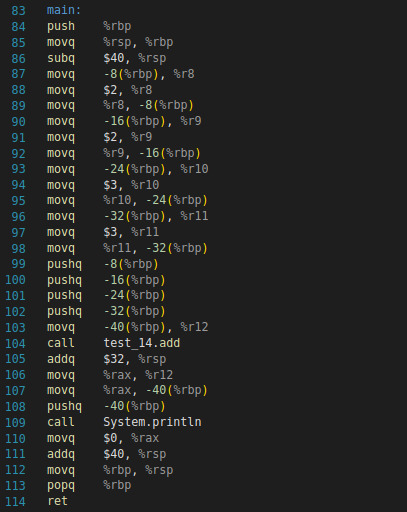 83 main:
84 push %rbp
85 movq %rsp, %rbp
86 subq $40, %rsp
87 movq -8(%rbp), %r8
88 movq $2, %r8
89 movq %r8, -8(%rbp)
90 movq -16(%rbp), %r9
91 movq $2, %r9
92 movq %r9, -16(%rbp)
93 movq -24(%rbp), %r10
94 movq $3, %r10
95 movq %r10, -24(%rbp)
96 movq -32(%rbp), %r11
97 movq $3, %r11
98 movq %r11, -32(%rbp)
99 pushq -8(%rbp)
100 pushq -16(%rbp)
101 pushq -24(%rbp)
102 pushq -32(%rbp)
103 movq -40(%rbp), %r12
104 call test_14.add
105 addq $32, %rsp
106 movq %rax, %r12
107 movq %rax, -40(%rbp)
108 pushq -40(%rbp)
109 call System.println
110 movq $0, %rax
111 addq $40, %rsp
112 movq %rbp, %rsp
113 popq %rbp
114 ret